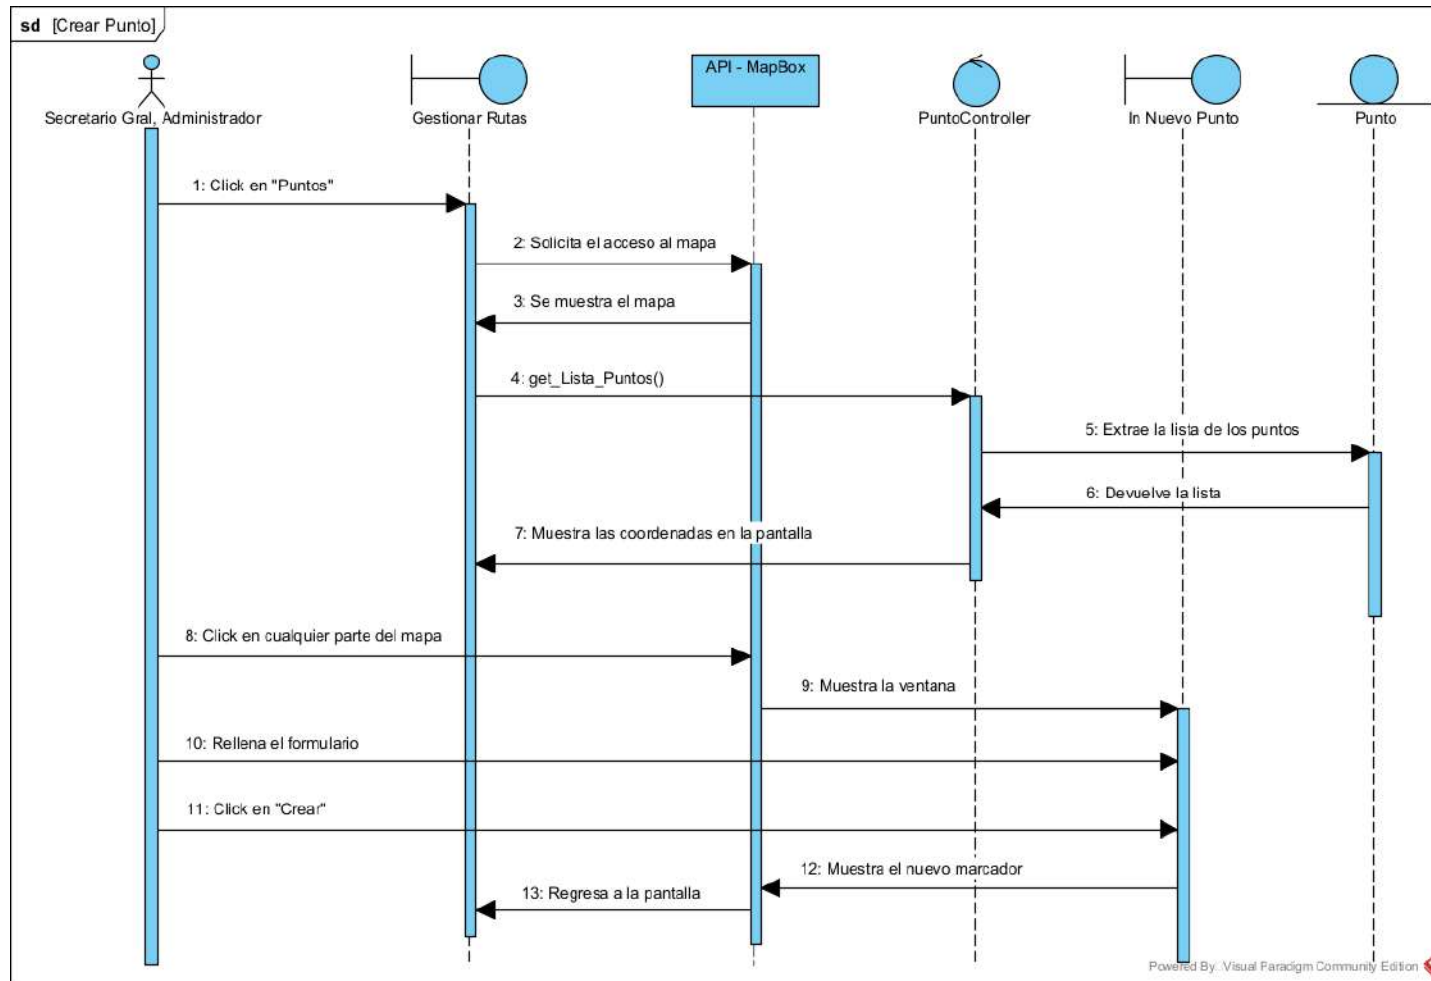 sd [Crear Punto]
Secretario Gral, Administrador
Gestionar Rutas
API - MapBox
PuntoController
In Nuevo Punto
Punto
1: Click en "Puntos"
2: Solicita el acceso al mapa
3: Se muestra el mapa
4: get_Lista_Puntos()
5: Extrae la lista de los puntos
6: Devuelve la lista
7: Muestra las coordenadas en la pantalla
8: Click en cualquier parte del mapa
9: Muestra la ventana
10: Rellena el formulario
11: Click en "Crear"
12: Muestra el nuevo marcador
13: Regresa a la pantalla
Powered By Visual Paradigm Community Edition